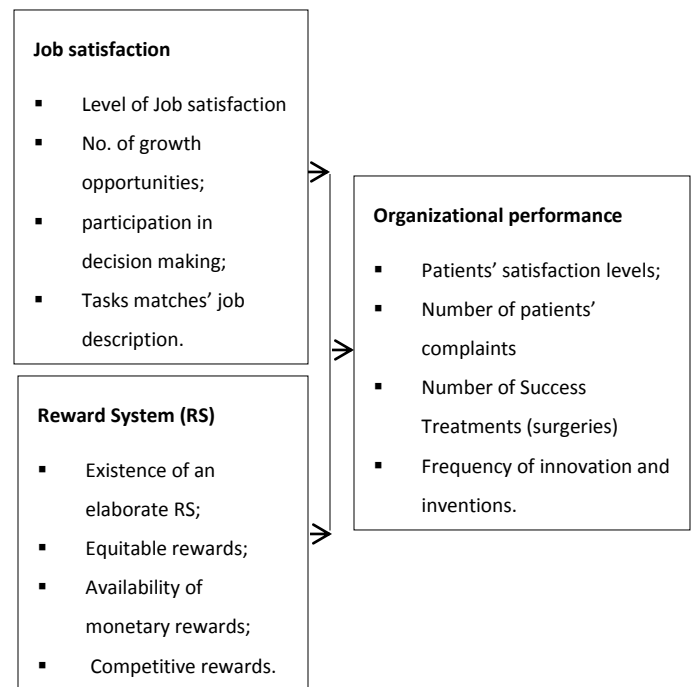 Job satisfaction
▪ Level of Job satisfaction
▪ No. of growth
opportunities;
▪ participation in
decision making;
▪ Tasks matches’ job
description.
Reward System (RS)
▪ Existence of an
elaborate RS;
▪ Equitable rewards;
▪ Availability of
monetary rewards;
▪ Competitive rewards.
Organizational performance
▪ Patients’ satisfaction levels;
▪ Number of patients’
complaints
▪ Number of Success
Treatments (surgeries)
▪ Frequency of innovation and
inventions.